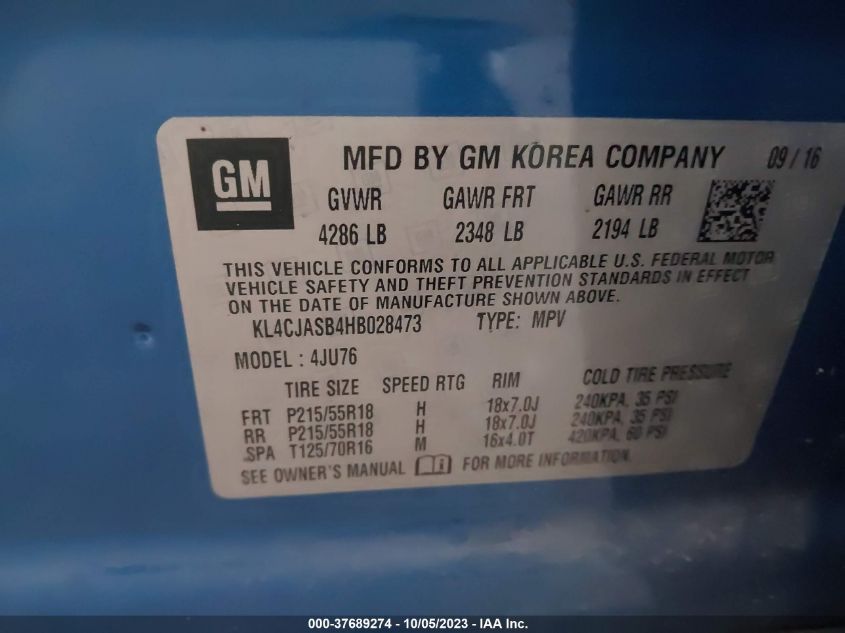 GM
MFD BY GM KOREA COMPANY 09/16
GVWR GAWR FRT GAWR RR
4286 LB 2348 LB 2194 LB
THIS VEHICLE CONFORMS TO ALL APPLICABLE U.S. FEDERAL MOTOR
VEHICLE SAFETY AND THEFT PREVENTION STANDARDS IN EFFECT
ON THE DATE OF MANUFACTURE SHOWN ABOVE.
KL4CJASB4HB028473 TYPE: MPV
MODEL : 4JU76
TIRE SIZE SPEED RTG RIM COLD TIRE PRESSURE
FRT P215/55R18 H 18x7.0J 240KPA, 35 PSI
RR P215/55R18 H 18x7.0J 240KPA, 35 PSI
SPA T125/70R16 M 16x4.0T 420KPA, 60 PSI
SEE OWNER'S MANUAL FOR MORE INFORMATION.
000-37689274 - 10/05/2023 - IAA Inc.